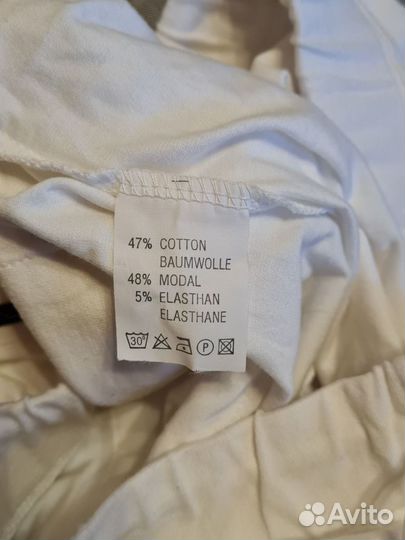 47% COTTON
BAUMWOLLE
48% MODAL
5% ELASTHAN
ELASTHANE
30° P
Avito